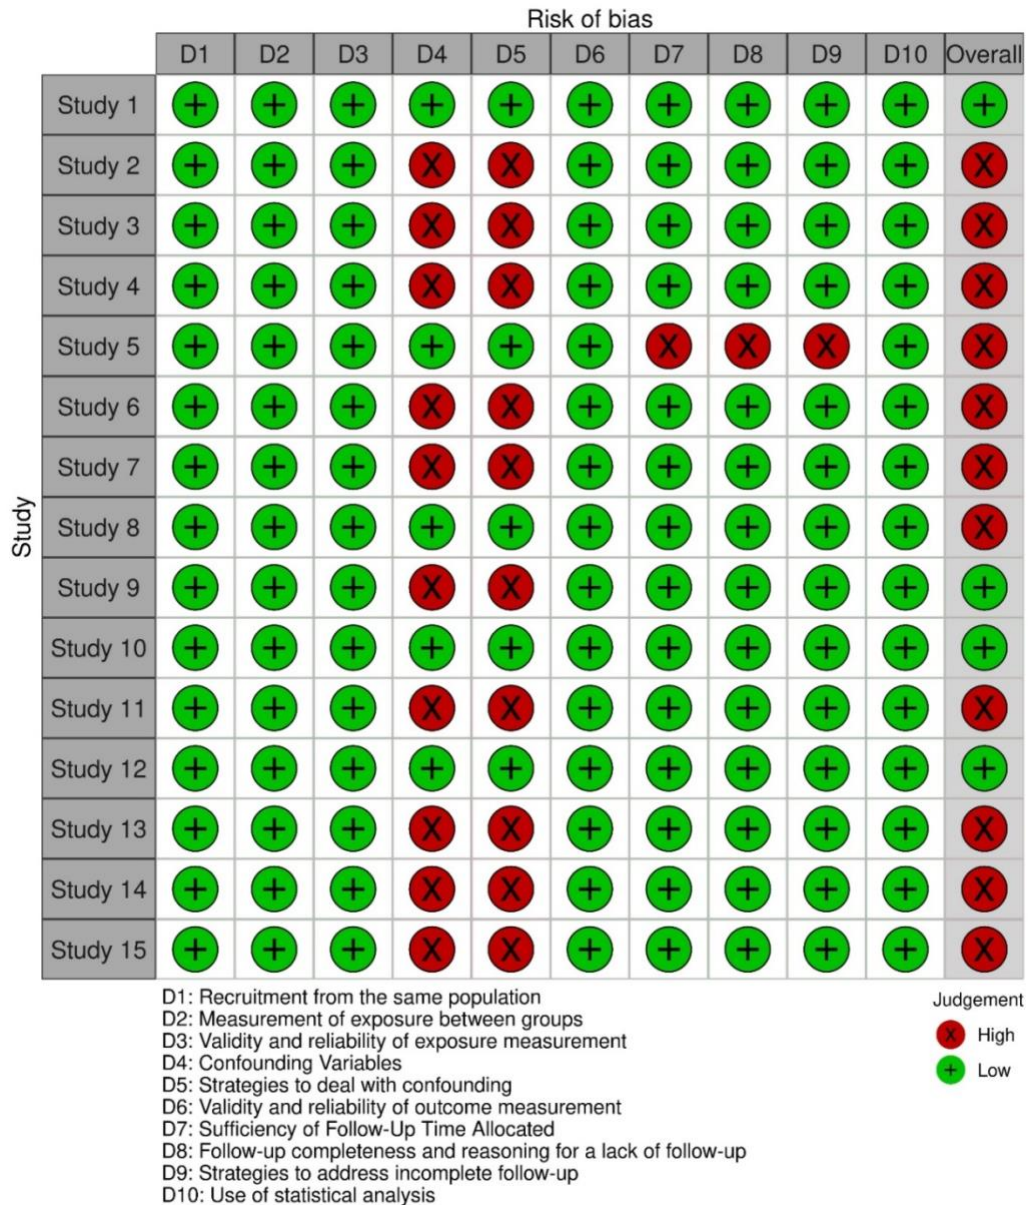 Risk of bias
D1 D2 D3 D4 D5 D6 D7 D8 D9 D10 Overall
Study 1 + + + + + + + + + + +
Study 2 + + + X X + + + + + X
Study 3 + + + X X + + + + + X
Study 4 + + + X X + + + + + X
Study 5 + + + + + + X X X + X
Study 6 + + + X X + + + + + X
Study 7 + + + X X + + + + + X
Study 8 + + + + + + + + + + X
Study 9 + + + X X + + + + + +
Study 10 + + + + + + + + + + +
Study 11 + + + X X + + + + + X
Study 12 + + + + + + + + + + +
Study 13 + + + X X + + + + + X
Study 14 + + + X X + + + + + X
Study 15 + + + X X + + + + + X
Study
D1: Recruitment from the same population
D2: Measurement of exposure between groups
D3: Validity and reliability of exposure measurement
D4: Confounding Variables
D5: Strategies to deal with confounding
D6: Validity and reliability of outcome measurement
D7: Sufficiency of Follow-Up Time Allocated
D8: Follow-up completeness and reasoning for a lack of follow-up
D9: Strategies to address incomplete follow-up
D10: Use of statistical analysis
Judgement
X High
+ Low